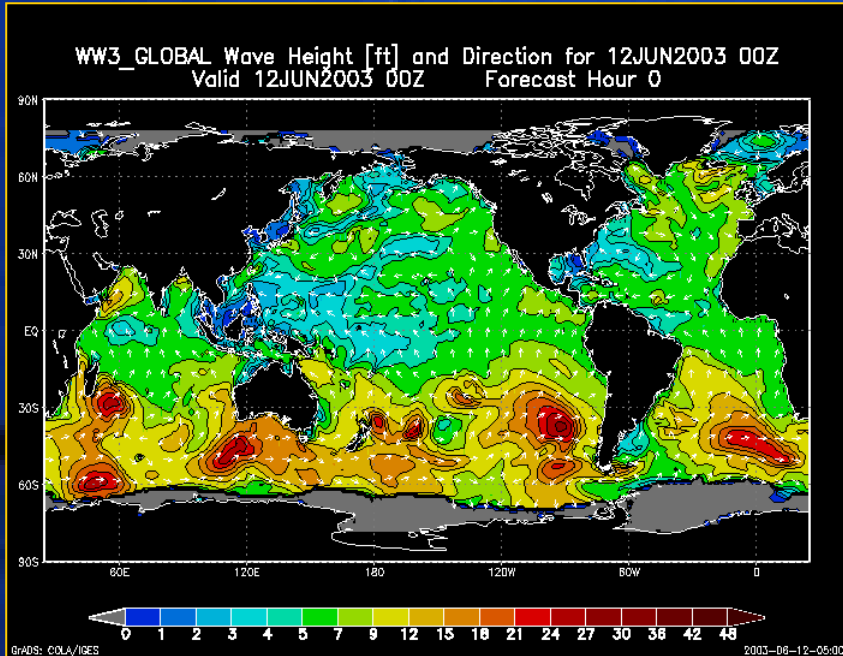 WW3_GLOBAL Wave Height [ft] and Direction for 12JUN2003 00Z
Valid 12JUN2003 00Z Forecast Hour 0
90N
60N
30N
EQ
30S
60S
90S
60E 120E 180 120W 60W 0
0 1 2 3 5 7 9 12 15 18 21 24 27 30 36 42 48
GrADS: COLA/IGES 2003-06-12-05:00